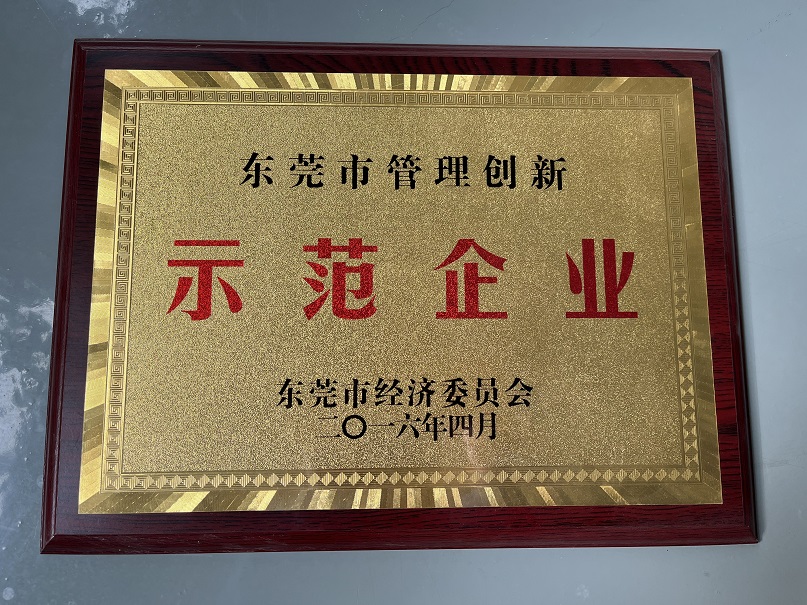 东莞市管理创新
示范企业
东莞市经济委员会
二〇一六年四月